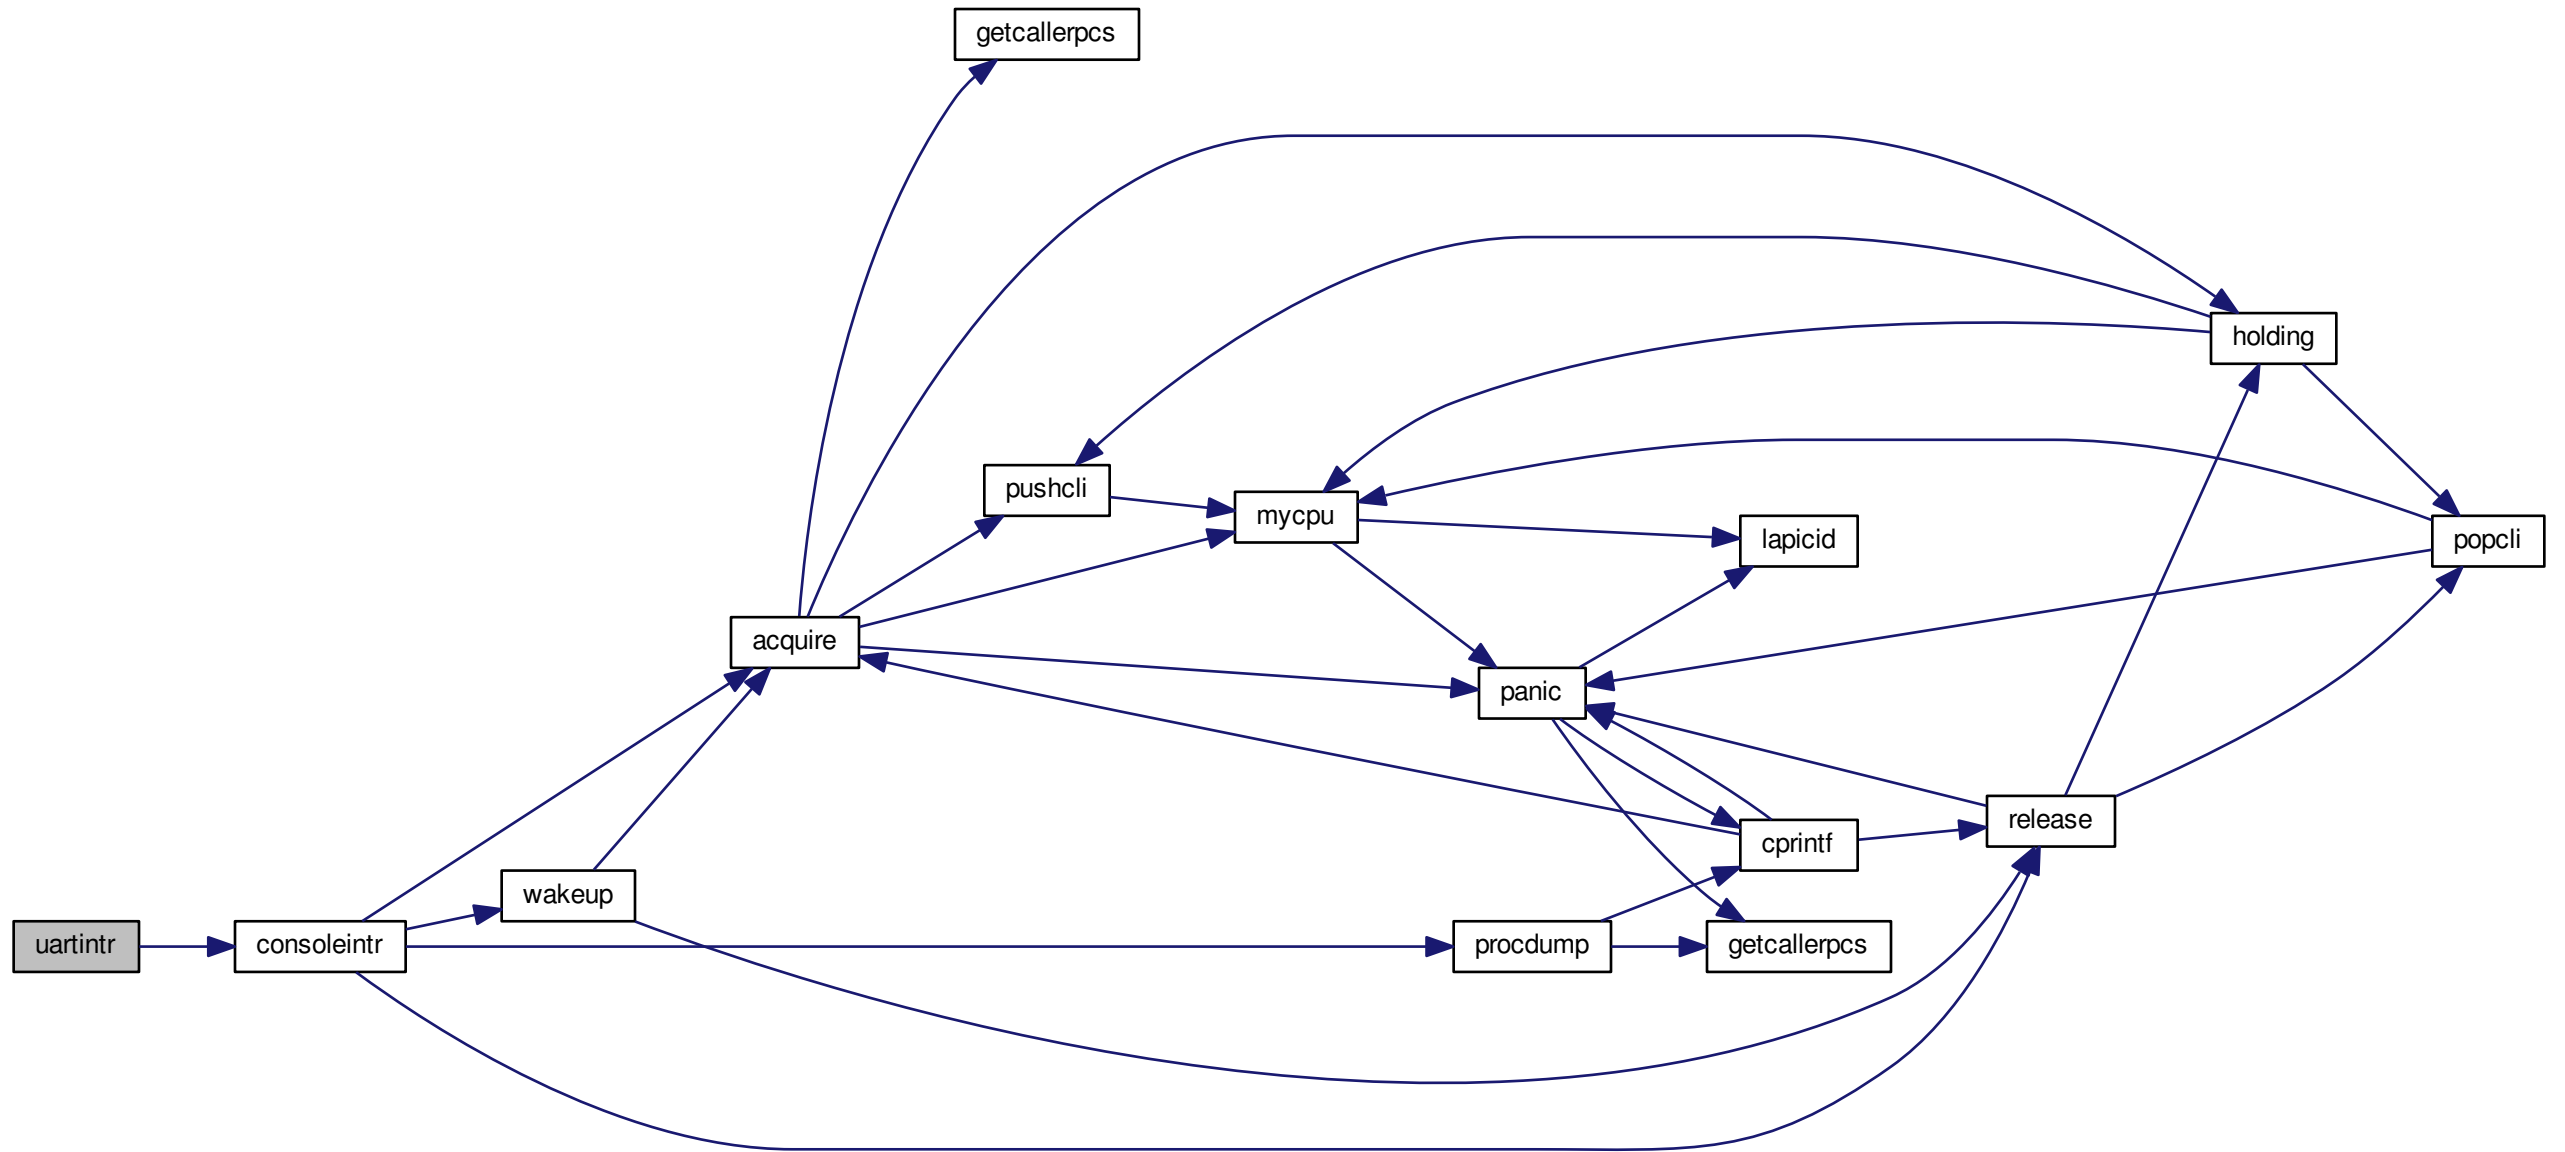 getcallerpcs
holding
pushcli
mycpu
lapicid
popcli
acquire
panic
release
cprintf
wakeup
uartintr
consoleintr
procdump
getcallerpcs